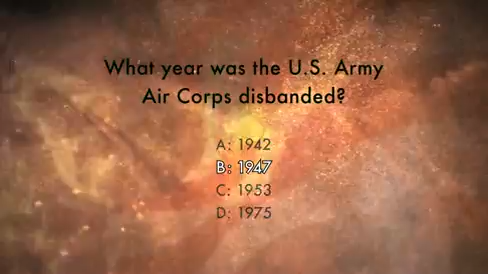 What year was the U.S. Army
Air Corps disbanded?
A: 1942
B: 1947
C: 1953
D: 1975